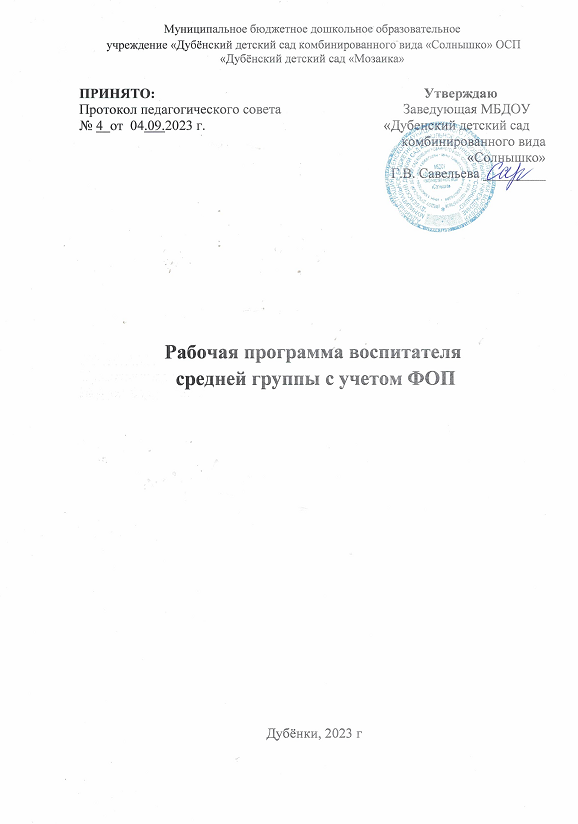 Муниципальное бюджетное дошкольное образовательное
учреждение «Дубёнский детский сад комбинированного вида «Солнышко» ОСП
«Дубёнский детский сад «Мозаика»
ПРИНЯТО:
Протокол педагогического совета
№ 4 от 04.09.2023 г.
Утверждаю
Заведующая МБДОУ
«Дубенский детский сад
комбинированного вида
«Солнышко»
Г.В. Савельева
Рабочая программа воспитателя
средней группы с учетом ФОП
Дубёнки, 2023 г